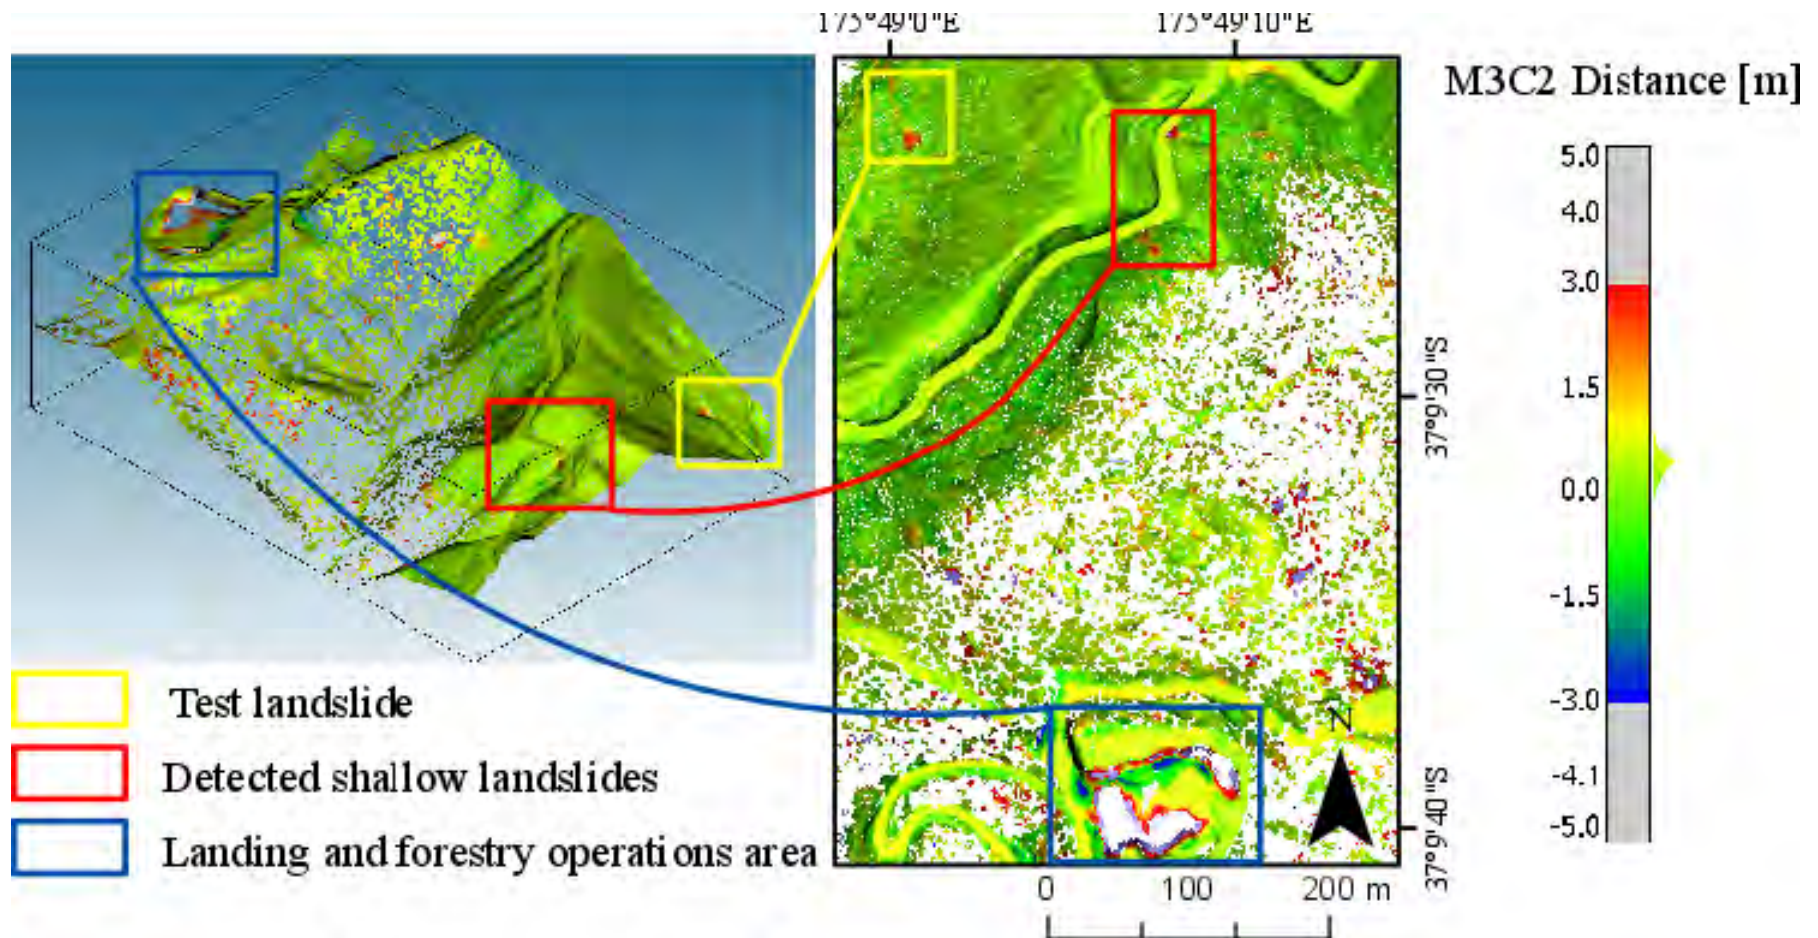 175°49'0"E
175°49'10"E
M3C2 Distance [m]
5.0
4.0
3.0
1.5
0.0
-1.5
-3.0
-4.1
-5.0
37°9'30"S
37°9'40"S
N
0 100 200 m
Test landslide
Detected shallow landslides
Landing and forestry operations area